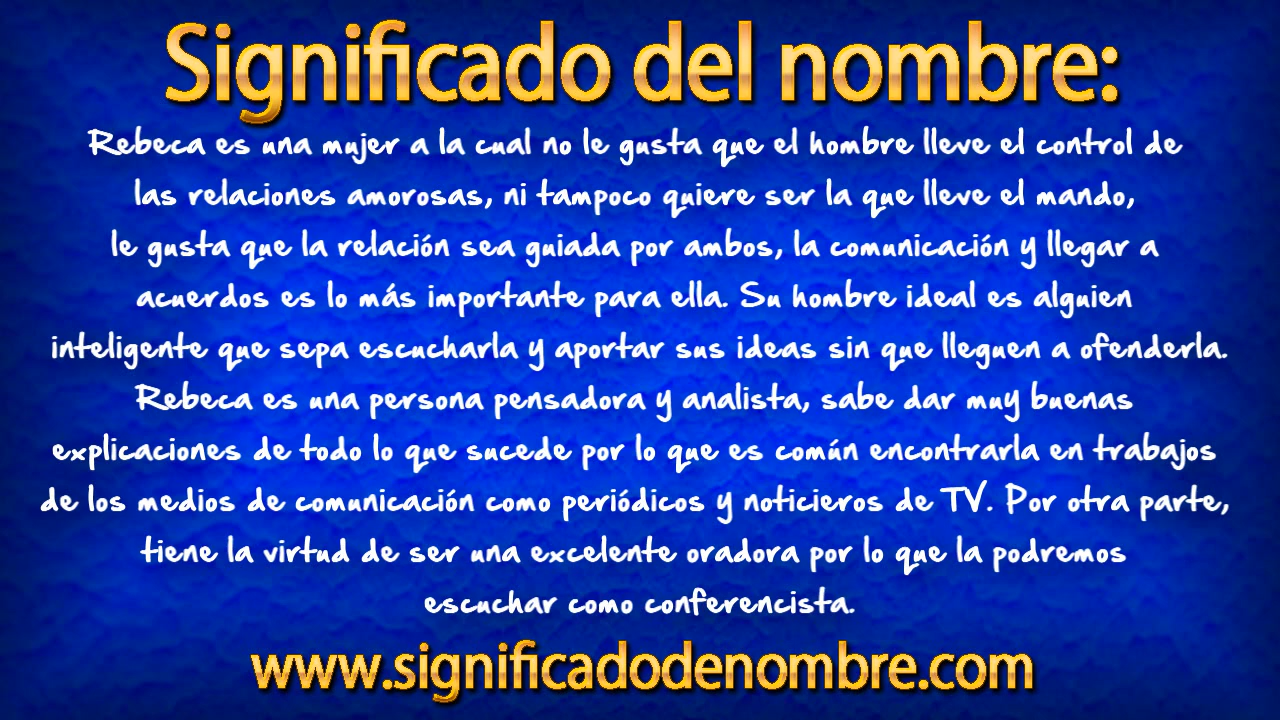 Significado del nombre:
Rebeca es una mujer a la cual no le gusta que el hombre lleve el control de
las relaciones amorosas, ni tampoco quiere ser la que lleve el mando,
le gusta que la relación sea guiada por ambos, la comunicación y llegar a
acuerdos es lo más importante para ella. Su hombre ideal es alguien
inteligente que sepa escucharla y aportar sus ideas sin que lleguen a ofenderla.
Rebeca es una persona pensadora y analista, sabe dar muy buenas
explicaciones de todo lo que sucede por lo que es común encontrarla en trabajos
de los medios de comunicación como periódicos y noticieros de TV. Por otra parte,
tiene la virtud de ser una excelente oradora por lo que la podremos
escuchar como conferencista.
www.significadodenombre.com